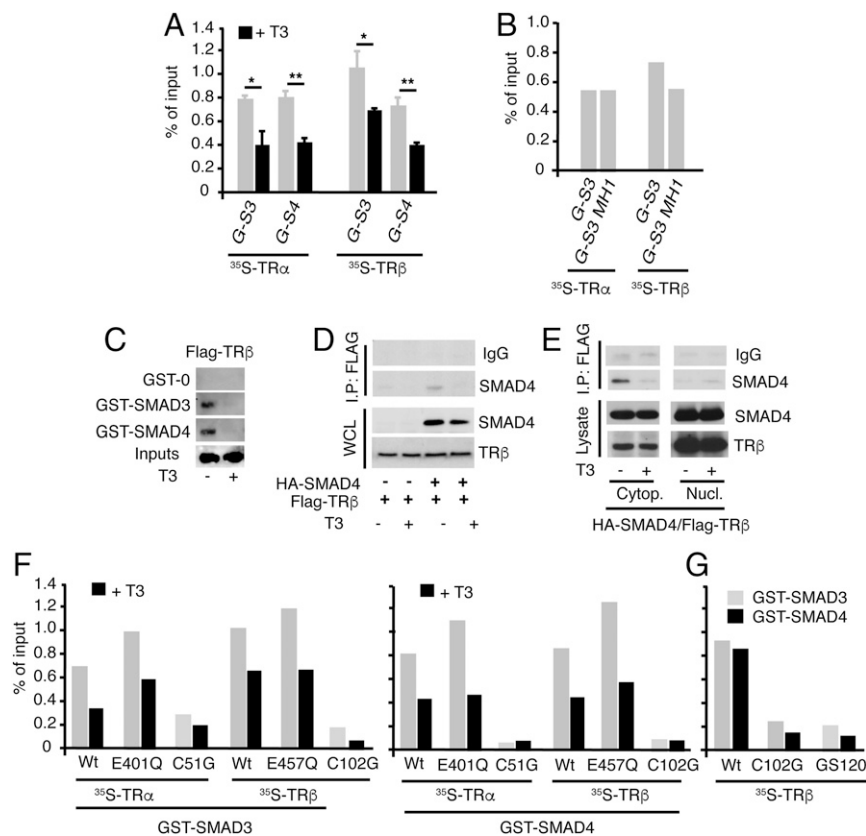 A
+ T3
% of input
1.4
1.2
1.0
0.8
0.6
0.4
0.2
0
*
**
*
**
G-S3
G-S4
G-S3
G-S4
³⁵S-TRα
³⁵S-TRβ
B
% of input
1.0
0.8
0.6
0.4
0.2
0
G-S3
G-S3 MH1
G-S3
G-S3 MH1
³⁵S-TRα
³⁵S-TRβ
C
Flag-TRβ
GST-0
GST-SMAD3
GST-SMAD4
Inputs
T3 - +
D
I.P: FLAG
IgG
SMAD4
WCL
SMAD4
TRβ
HA-SMAD4 - - + +
Flag-TRβ + + + +
T3 - + - +
E
I.P: FLAG
IgG
SMAD4
Lysate
SMAD4
TRβ
T3 - + - +
Cytop. Nucl.
HA-SMAD4/Flag-TRβ
F
% of input
1.4
1.2
1.0
0.8
0.6
0.4
0.2
0
+ T3
Wt E401Q C51G Wt E457Q C102G
³⁵S-TRα ³⁵S-TRβ
GST-SMAD3
+ T3
Wt E401Q C51G Wt E457Q C102G
³⁵S-TRα ³⁵S-TRβ
GST-SMAD4
G
GST-SMAD3
GST-SMAD4
Wt C102G GS120
³⁵S-TRβ